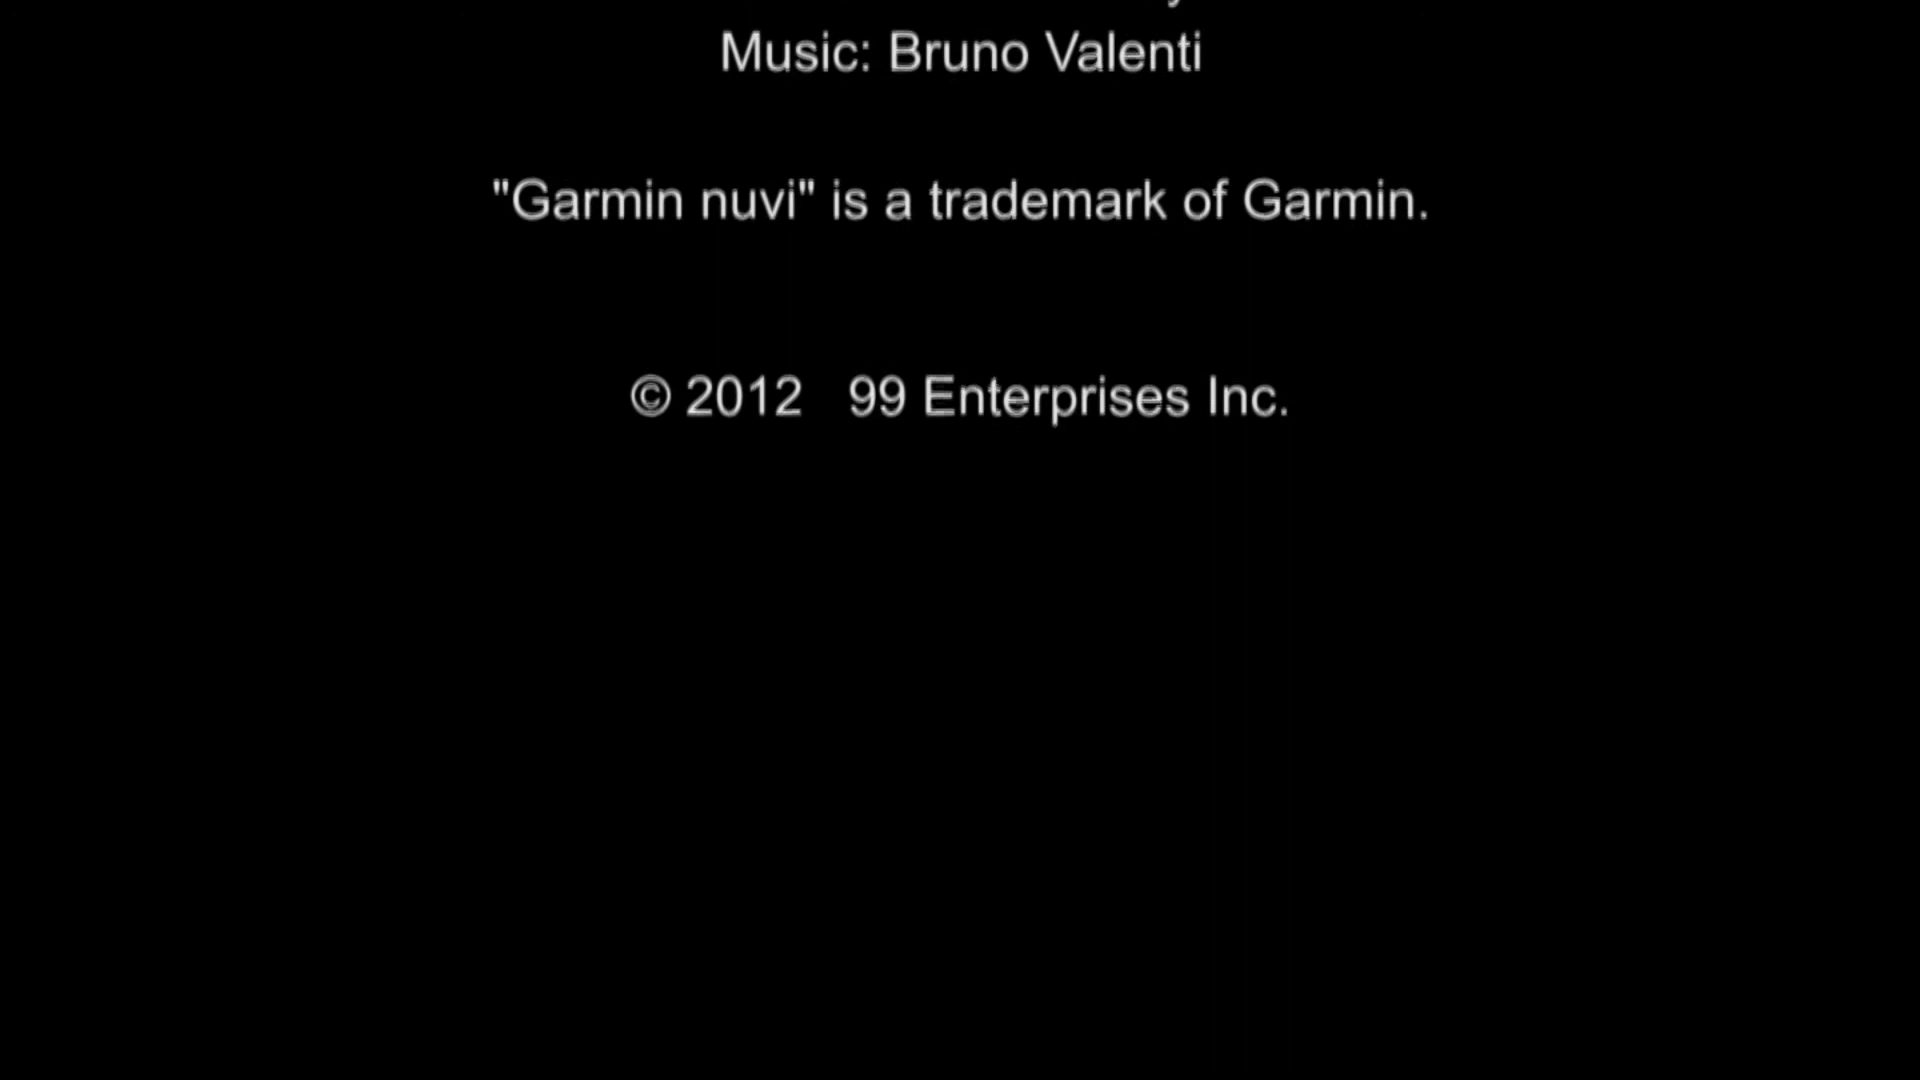 Music: Bruno Valenti
"Garmin nuvi" is a trademark of Garmin.
© 2012   99 Enterprises Inc.